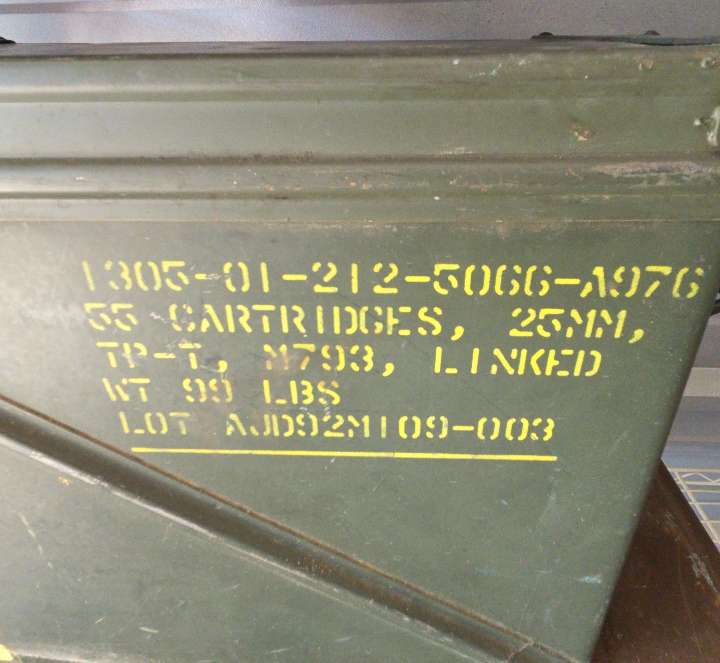 1305-01-212-5066-A976
55 CARTRIDGES, 25MM,
TP-T, M793, LINKED
WT 99 LBS
LOT AJD92M109-003